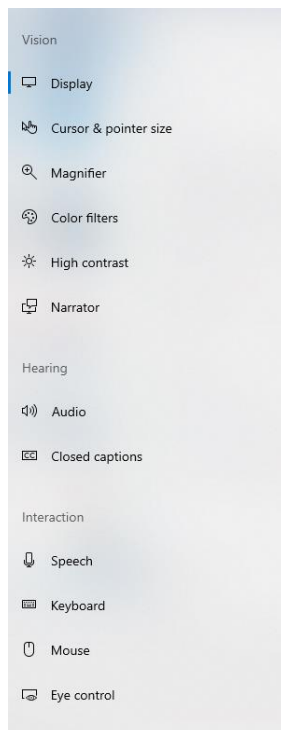 Vision
Display
Cursor & pointer size
Magnifier
Color filters
High contrast
Narrator
Hearing
Audio
CC Closed captions
Interaction
Speech
Keyboard
Mouse
Eye control